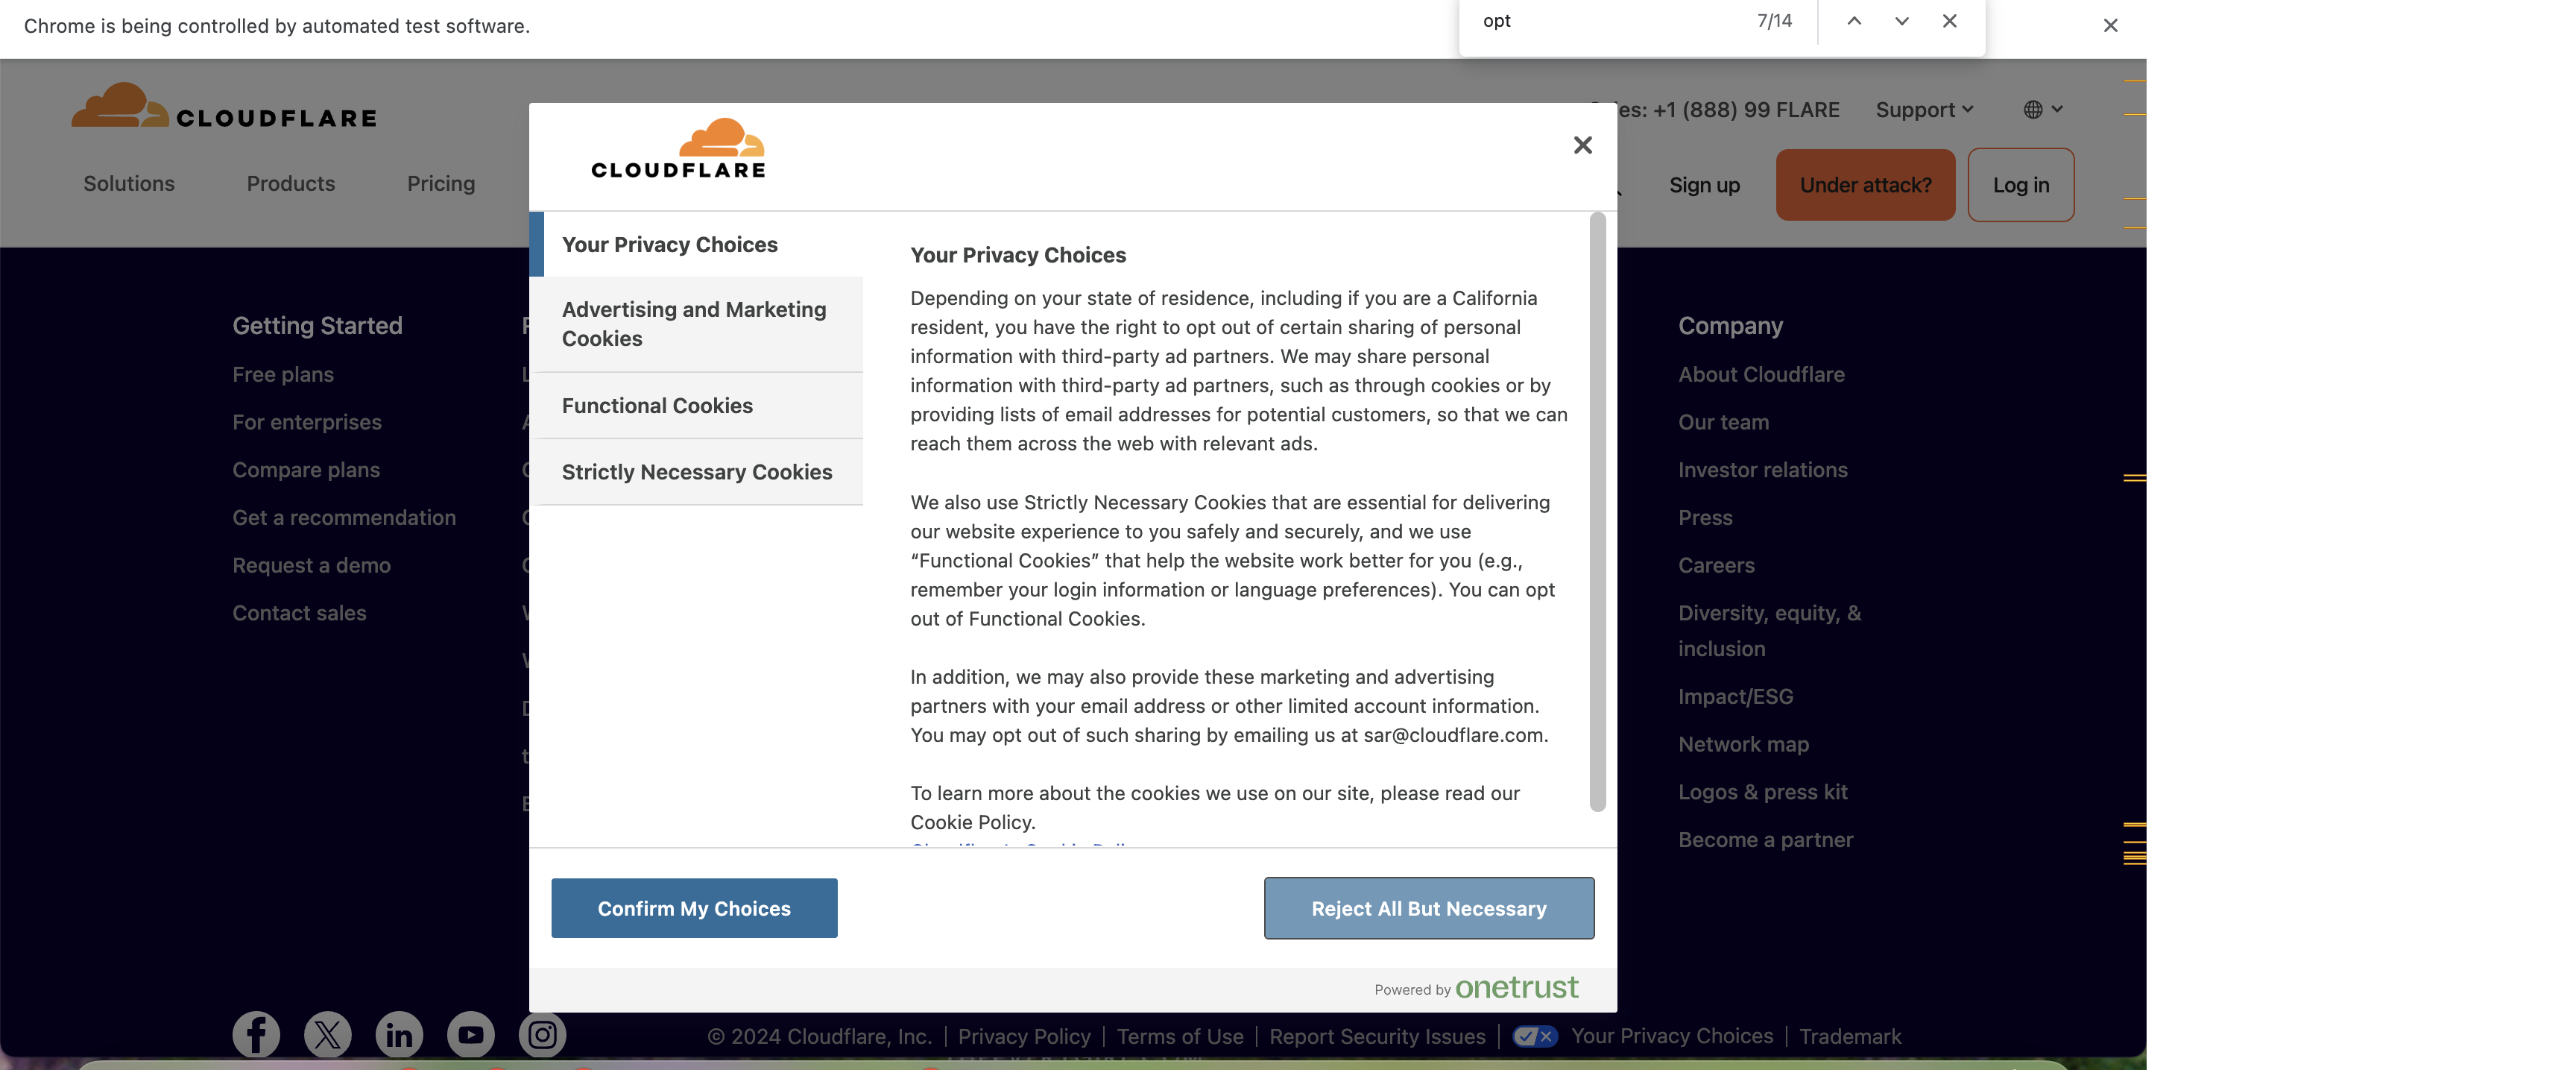 Chrome is being controlled by automated test software.
opt
7/14
CLOUDFLARE
es: +1 (888) 99 FLARE
Support
Solutions
Products
Pricing
Sign up
Under attack?
Log in
CLOUDFLARE
Your Privacy Choices
Advertising and Marketing
Cookies
Functional Cookies
Strictly Necessary Cookies
Your Privacy Choices
Depending on your state of residence, including if you are a California
resident, you have the right to opt out of certain sharing of personal
information with third-party ad partners. We may share personal
information with third-party ad partners, such as through cookies or by
providing lists of email addresses for potential customers, so that we can
reach them across the web with relevant ads.
We also use Strictly Necessary Cookies that are essential for delivering
our website experience to you safely and securely, and we use
“Functional Cookies” that help the website work better for you (e.g.,
remember your login information or language preferences). You can opt
out of Functional Cookies.
In addition, we may also provide these marketing and advertising
partners with your email address or other limited account information.
You may opt out of such sharing by emailing us at sar@cloudflare.com.
To learn more about the cookies we use on our site, please read our
Cookie Policy.
Confirm My Choices
Reject All But Necessary
Powered by onetrust
Getting Started
Free plans
For enterprises
Compare plans
Get a recommendation
Request a demo
Contact sales
Company
About Cloudflare
Our team
Investor relations
Press
Careers
Diversity, equity, &
inclusion
Impact/ESG
Network map
Logos & press kit
Become a partner
© 2024 Cloudflare, Inc. | Privacy Policy | Terms of Use | Report Security Issues | Your Privacy Choices | Trademark